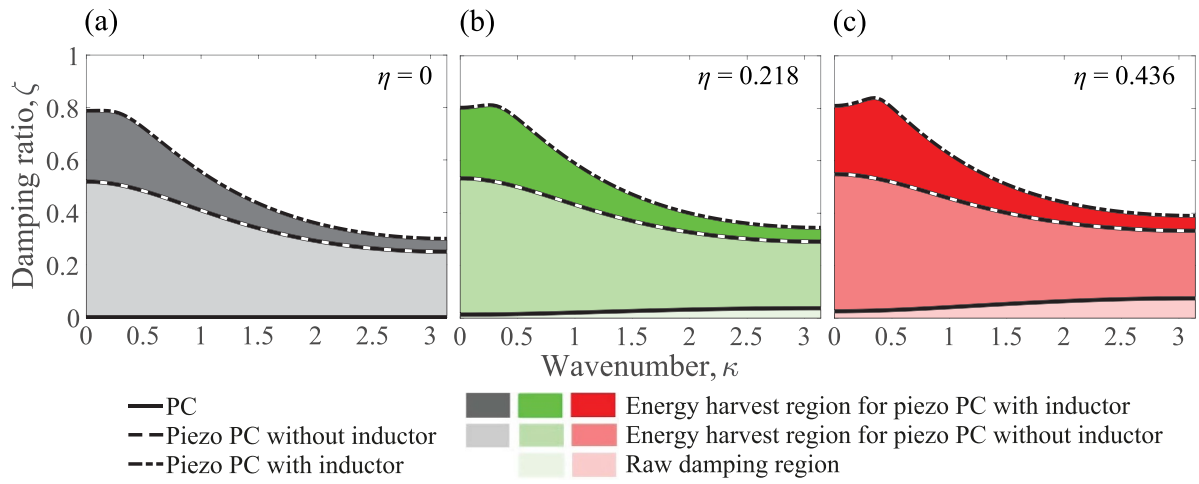 (a) (b) (c)
η = 0 η = 0.218 η = 0.436
Damping ratio, ζ
1
0.8
0.6
0.4
0.2
0
0 0.5 1 1.5 2 2.5 3 0 0.5 1 1.5 2 2.5 3 0 0.5 1 1.5 2 2.5 3
Wavenumber, κ
PC
Piezo PC without inductor
Piezo PC with inductor
Energy harvest region for piezo PC with inductor
Energy harvest region for piezo PC without inductor
Raw damping region